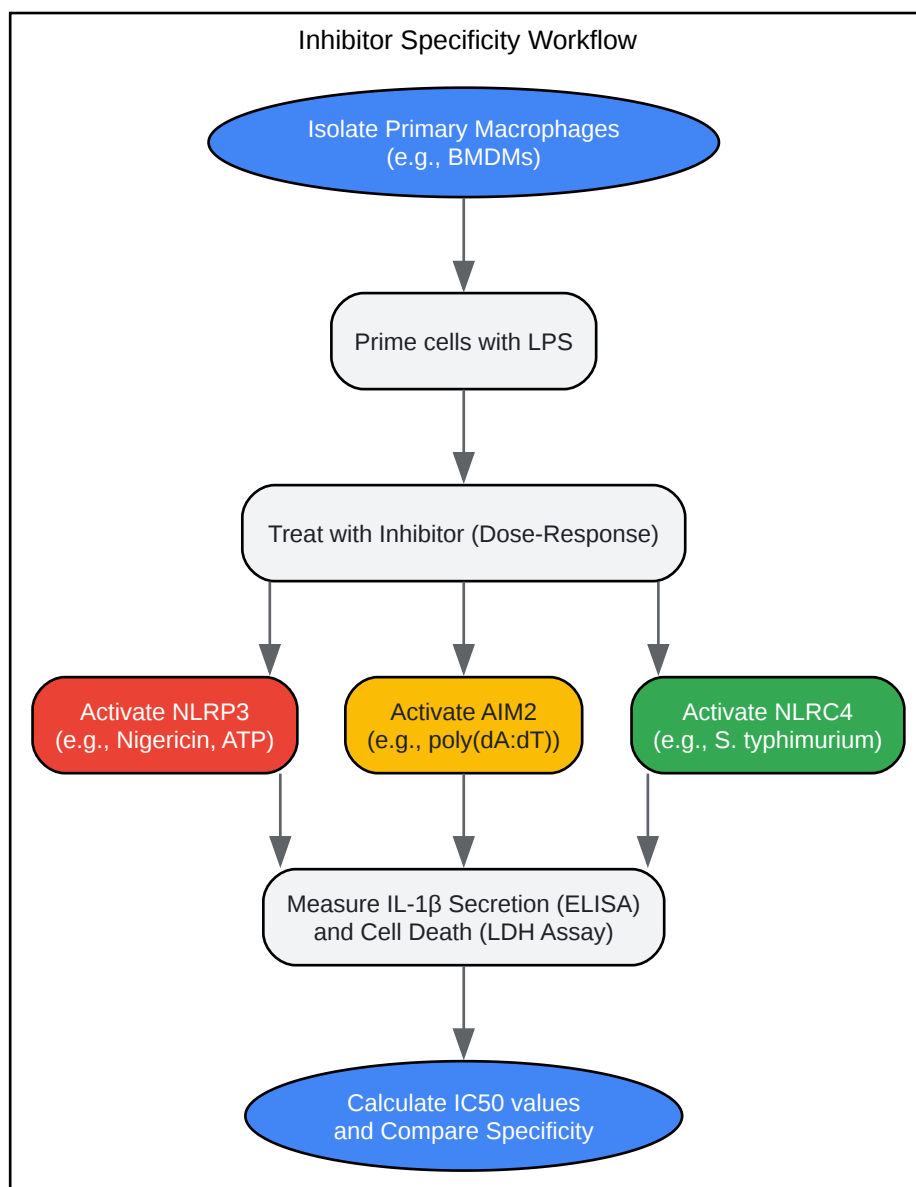 Inhibitor Specificity Workflow
Isolate Primary Macrophages
(e.g., BMDMs)
Prime cells with LPS
Treat with Inhibitor (Dose-Response)
Activate NLRP3
(e.g., Nigericin, ATP)
Activate AIM2
(e.g., poly(dA:dT))
Activate NLRC4
(e.g., S. typhimurium)
Measure IL-1β Secretion (ELISA)
and Cell Death (LDH Assay)
Calculate IC50 values
and Compare Specificity